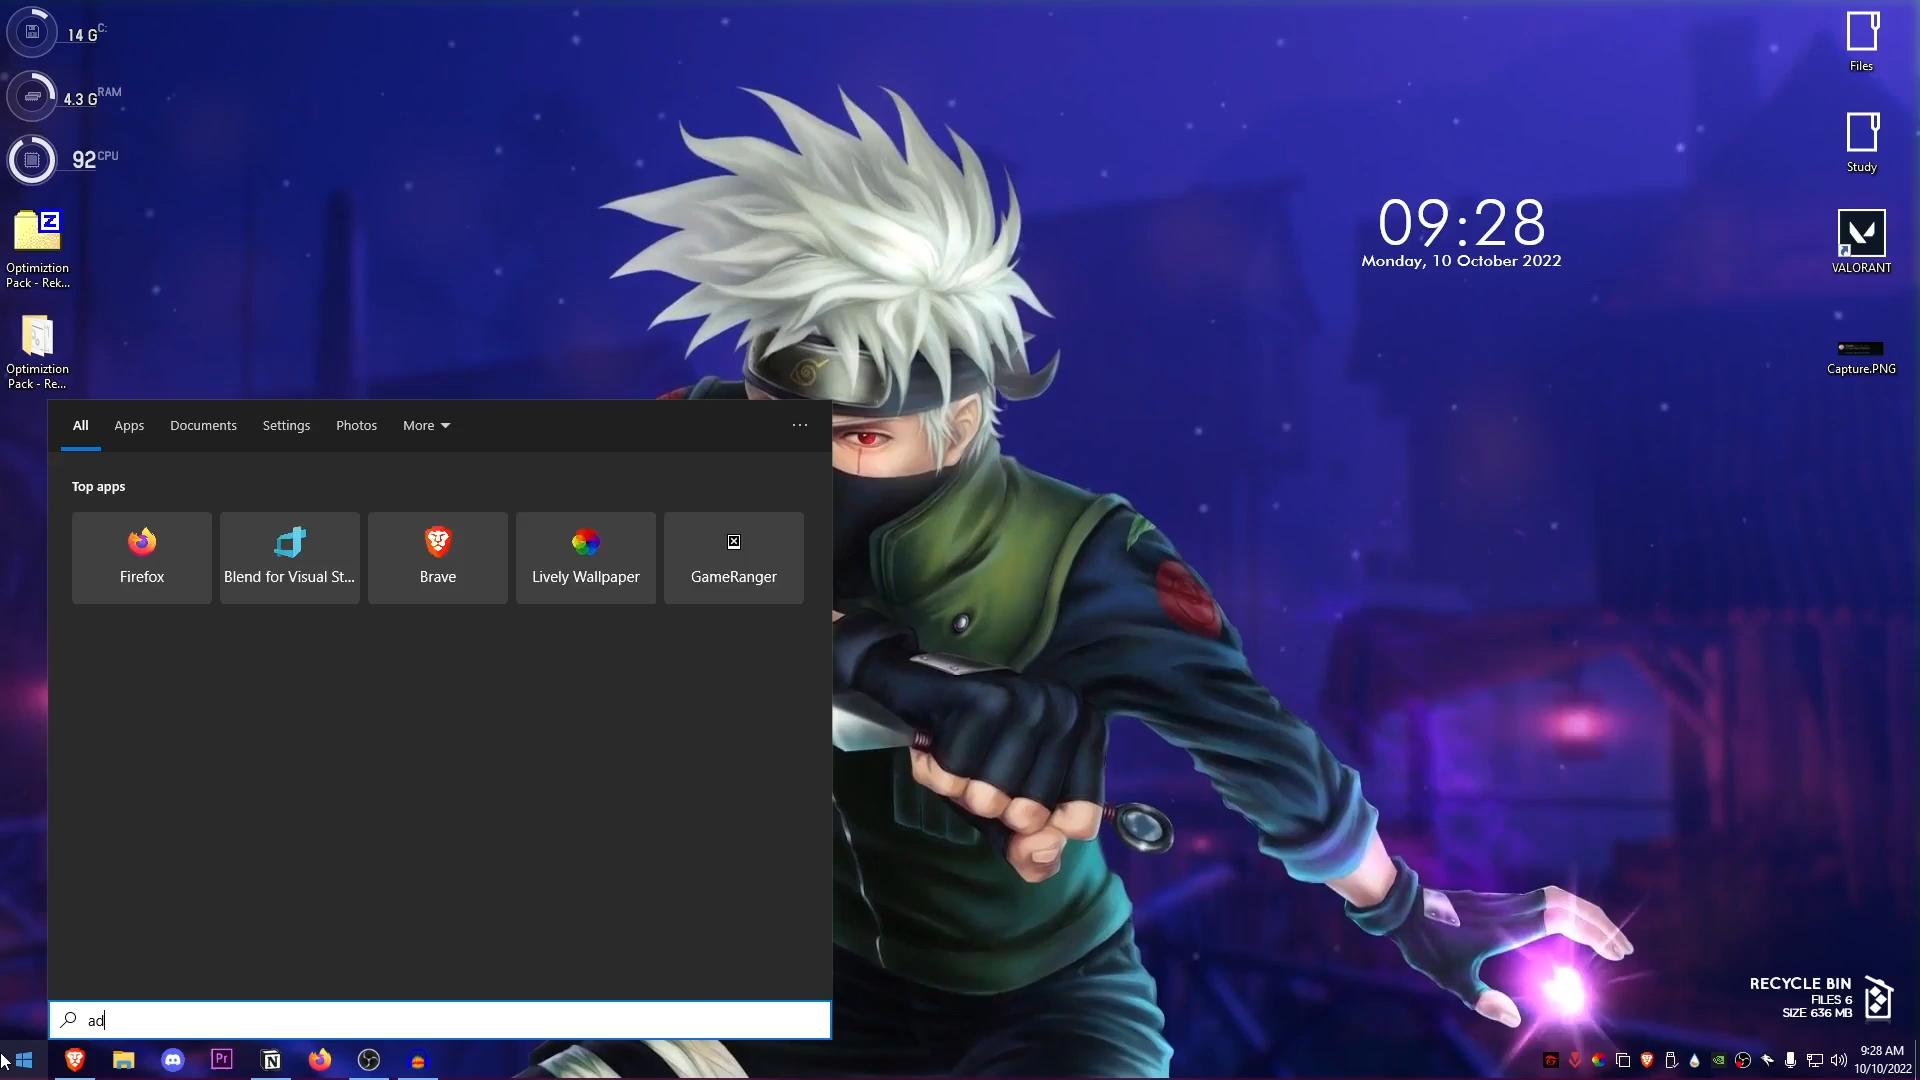 14 G C:
4.3 G RAM
92 CPU
Optimiztion
Pack - Rek...
Optimiztion
Pack - Re...
Files
Study
VALORANT
Capture.PNG
09:28
Monday, 10 October 2022
All Apps Documents Settings Photos More ...
Top apps
Firefox
Blend for Visual St...
Brave
Lively Wallpaper
GameRanger
ad
RECYCLE BIN
FILES 6
SIZE 636 MB
Pr
9:28 AM
10/10/2022